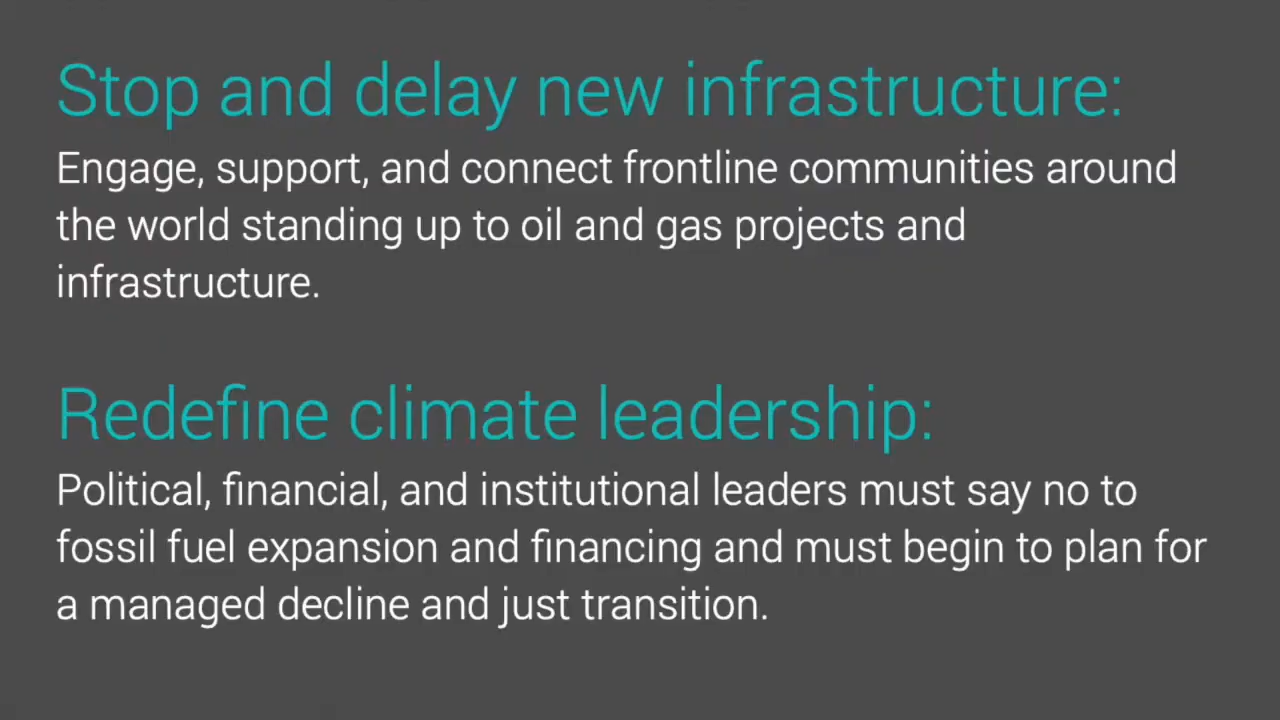 Stop and delay new infrastructure:
Engage, support, and connect frontline communities around
the world standing up to oil and gas projects and
infrastructure.
Redefine climate leadership:
Political, financial, and institutional leaders must say no to
fossil fuel expansion and financing and must begin to plan for
a managed decline and just transition.